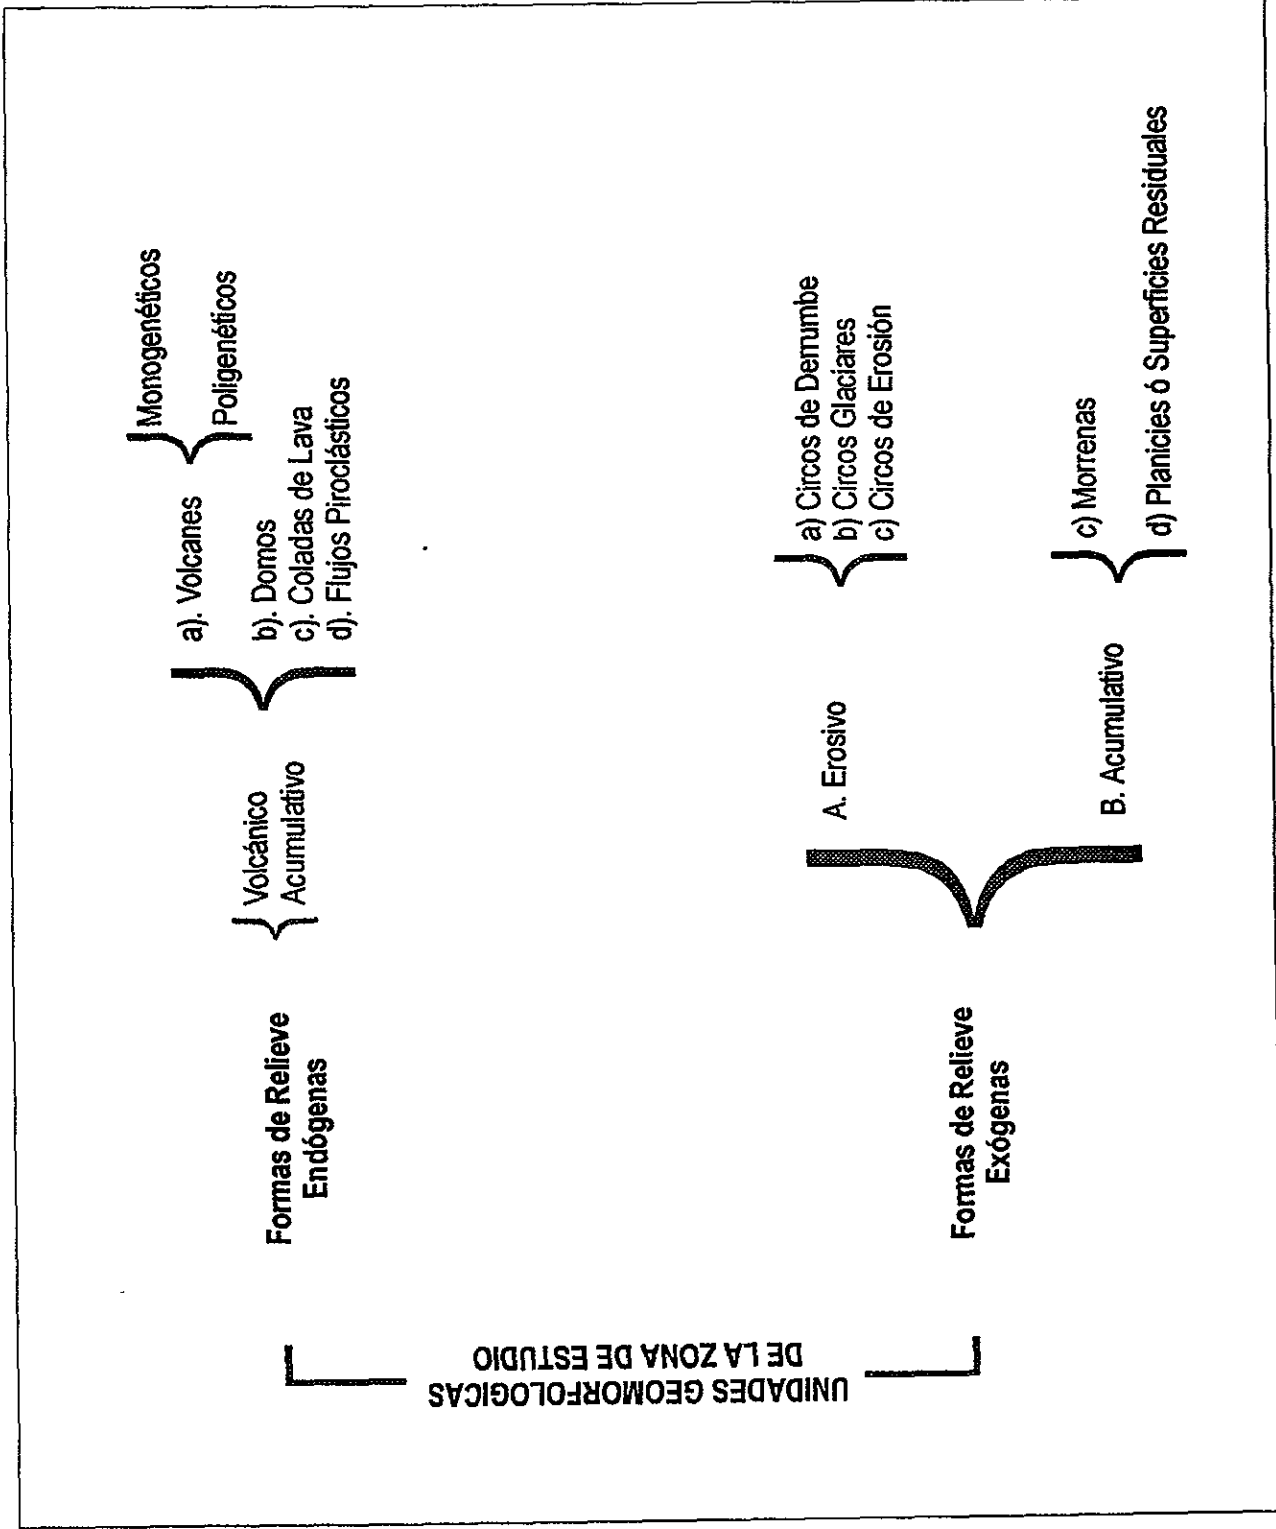 UNIDADES GEOMORFOLOGICAS
DE LA ZONA DE ESTUDIO
Formas de Relieve
Endógenas
Volcánico
Acumulativo
a). Volcanes
Monogenéticos
Poligenéticos
b). Domos
c). Coladas de Lava
d). Flujos Piroclásticos
Formas de Relieve
Exógenas
A. Erosivo
a) Circos de Derrumbe
b) Circos Glaciares
c) Circos de Erosión
B. Acumulativo
c) Morrenas
d) Planicies ó Superficies Residuales